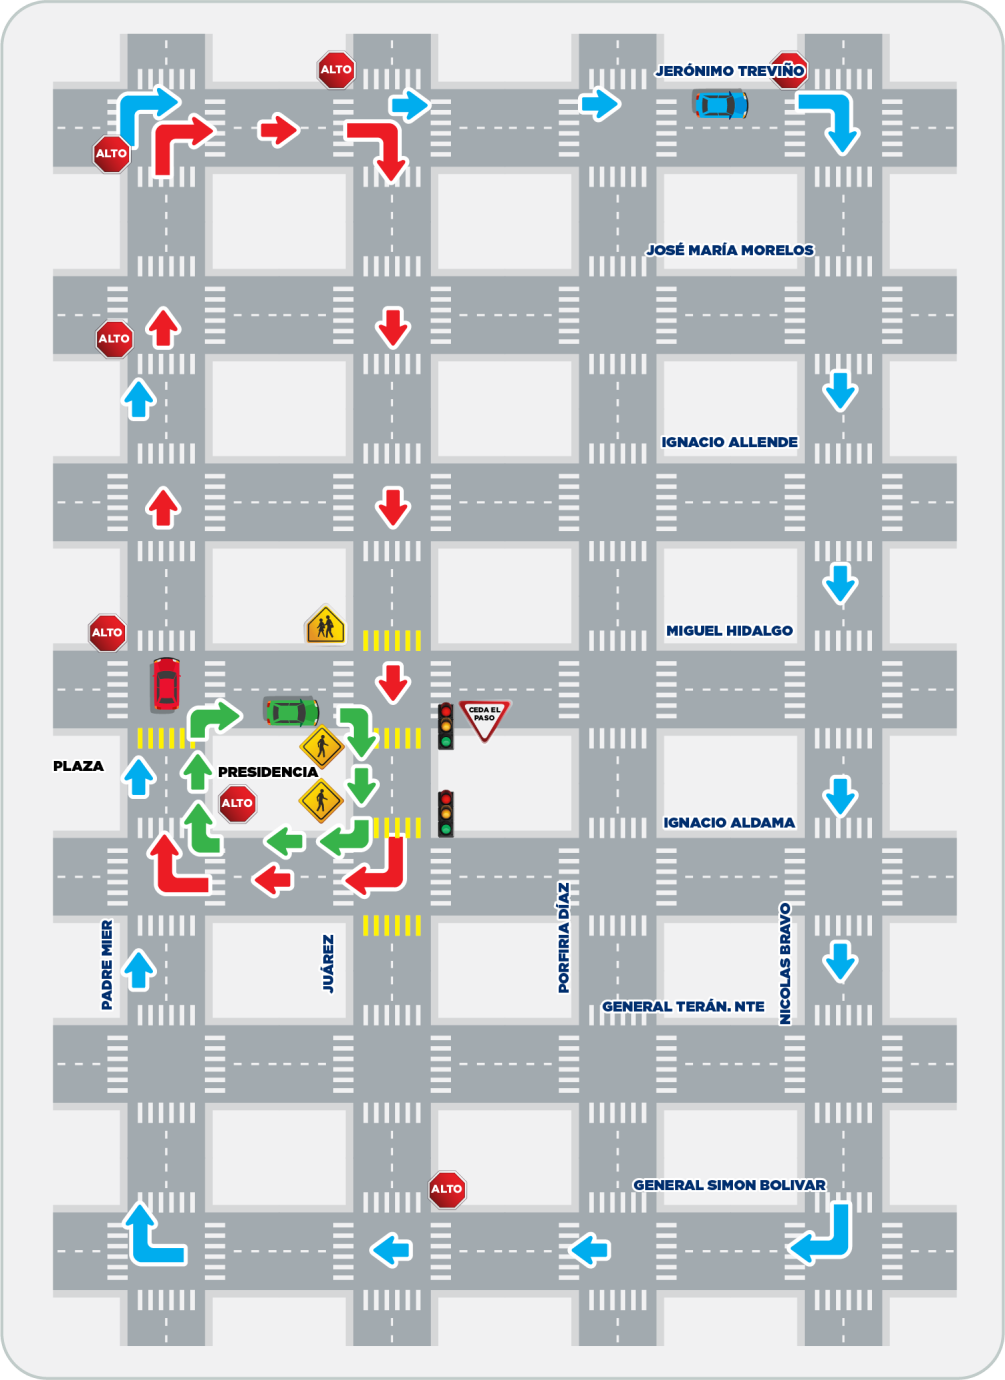 ALTO
JERÓNIMO TREVIÑO
ALTO
JOSÉ MARÍA MORELOS
ALTO
IGNACIO ALLENDE
ALTO
MIGUEL HIDALGO
CEDA EL
PASO
PLAZA
PRESIDENCIA
ALTO
IGNACIO ALDAMA
PADRE MIER
JUÁREZ
PORFIRIA DÍAZ
NICOLAS BRAVO
GENERAL TERÁN. NTE
ALTO
GENERAL SIMON BOLIVAR